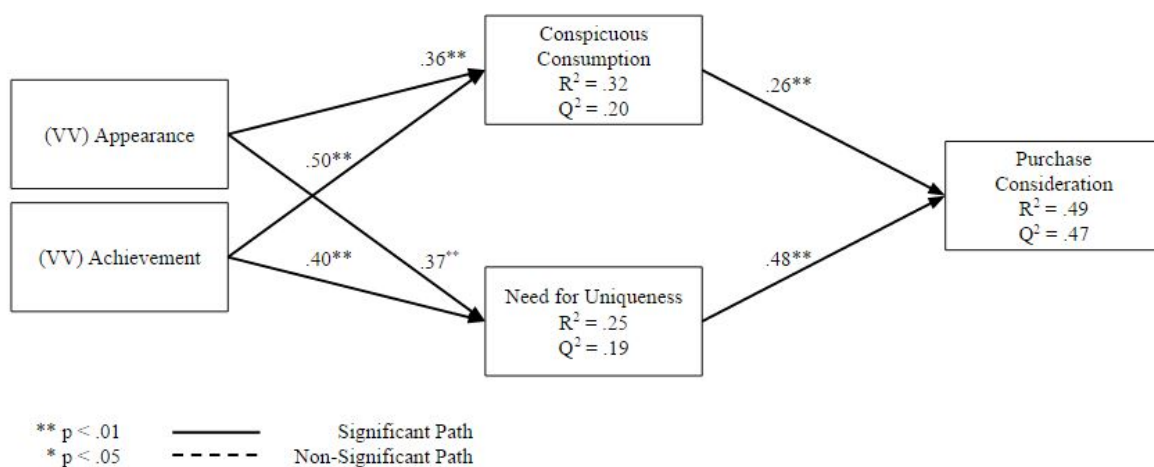 (VV) Appearance
(VV) Achievement
.36**
.50**
.40**
.37**
Conspicuous
Consumption
R² = .32
Q² = .20
Need for Uniqueness
R² = .25
Q² = .19
.26**
.48**
Purchase
Consideration
R² = .49
Q² = .47
** p < .01 Significant Path
* p < .05 Non-Significant Path